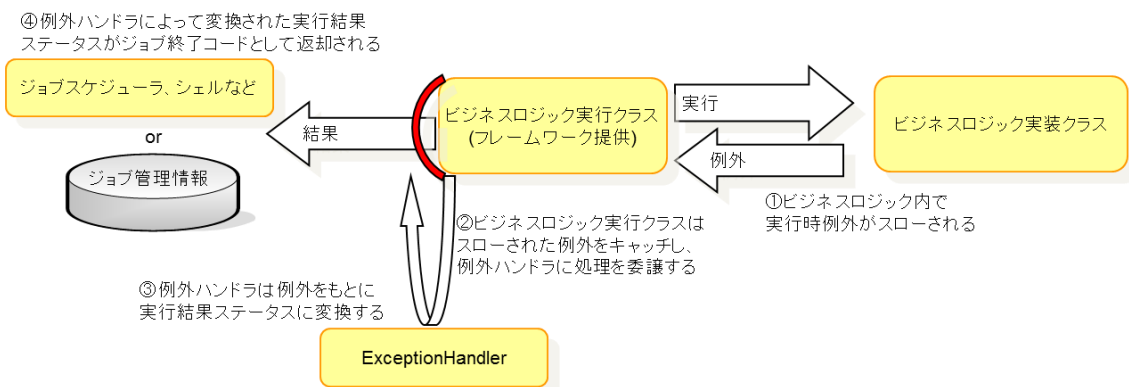 ④例外ハンドラによって変換された実行結果
ステータスがジョブ終了コードとして返却される
ジョブスケジューラ、シェルなど
or
ジョブ管理情報
結果
ビジネスロジック実行クラス
(フレームワーク提供)
実行
例外
ビジネスロジック実装クラス
①ビジネスロジック内で
実行時例外がスローされる
②ビジネスロジック実行クラスは
スローされた例外をキャッチし、
例外ハンドラに処理を委譲する
③例外ハンドラは例外をもとに
実行結果ステータスに変換する
ExceptionHandler